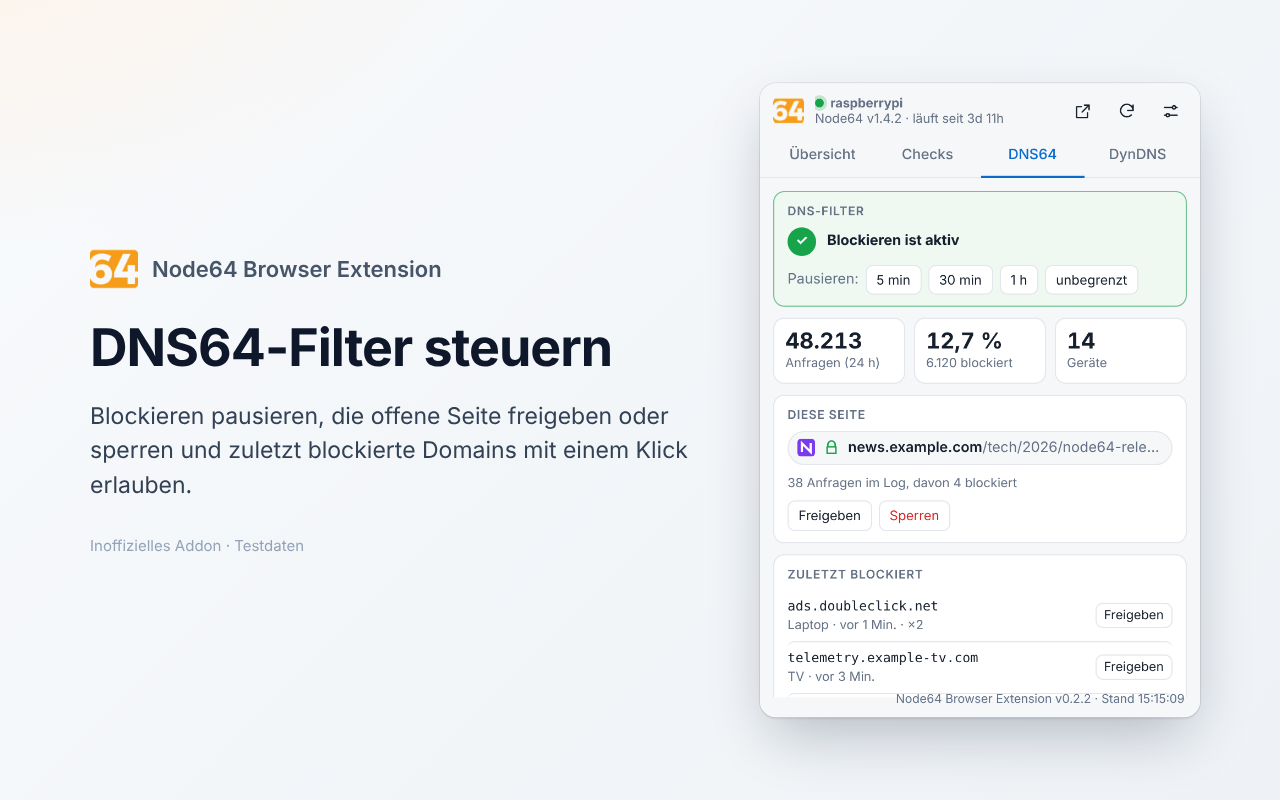 64 Node64 Browser Extension
DNS64-Filter steuern
Blockieren pausieren, die offene Seite freigeben oder
sperren und zuletzt blockierte Domains mit einem Klick
erlauben.
Inoffizielles Addon · Testdaten
64
raspberrypi
Node64 v1.4.2 · läuft seit 3d 11h
Übersicht Checks DNS64 DynDNS
DNS-FILTER
Blockieren ist aktiv
Pausieren: 5 min 30 min 1 h unbegrenzt
48.213 12,7 % 14
Anfragen (24 h) 6.120 blockiert Geräte
DIESE SEITE
N news.example.com/tech/2026/node64-rele...
38 Anfragen im Log, davon 4 blockiert
Freigeben Sperren
ZULETZT BLOCKIERT
ads.doubleclick.net
Laptop · vor 1 Min. · ×2
Freigeben
telemetry.example-tv.com
TV · vor 3 Min.
Freigeben
Node64 Browser Extension v0.2.2 · Stand 15:15:09